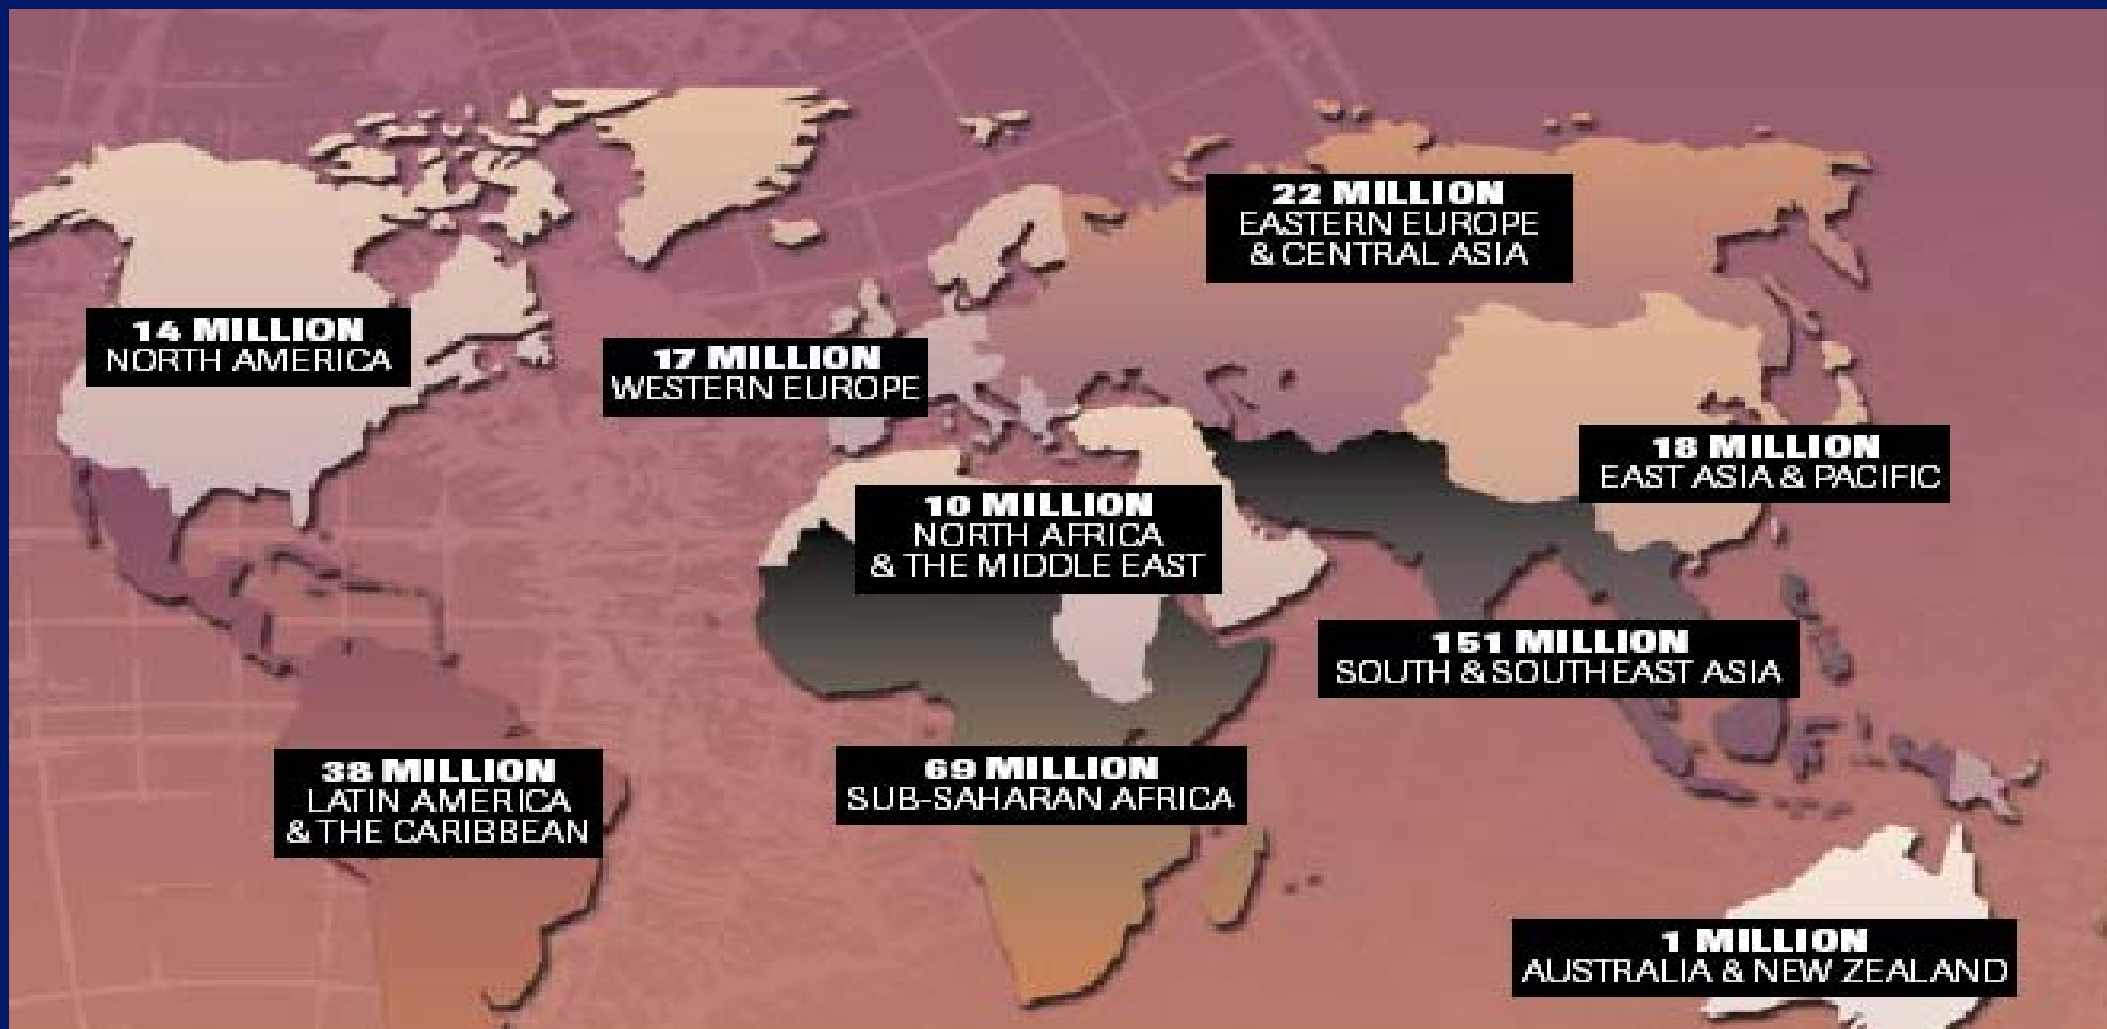 22 MILLION
EASTERN EUROPE
& CENTRAL ASIA
14 MILLION
NORTH AMERICA
17 MILLION
WESTERN EUROPE
18 MILLION
EAST ASIA & PACIFIC
10 MILLION
NORTH AFRICA
& THE MIDDLE EAST
151 MILLION
SOUTH & SOUTHEAST ASIA
38 MILLION
LATIN AMERICA
& THE CARIBBEAN
69 MILLION
SUB-SAHARAN AFRICA
1 MILLION
AUSTRALIA & NEW ZEALAND